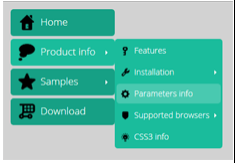 Home
Product info
Samples
Download
Features
Installation
Parameters info
Supported browsers
CSS3 info